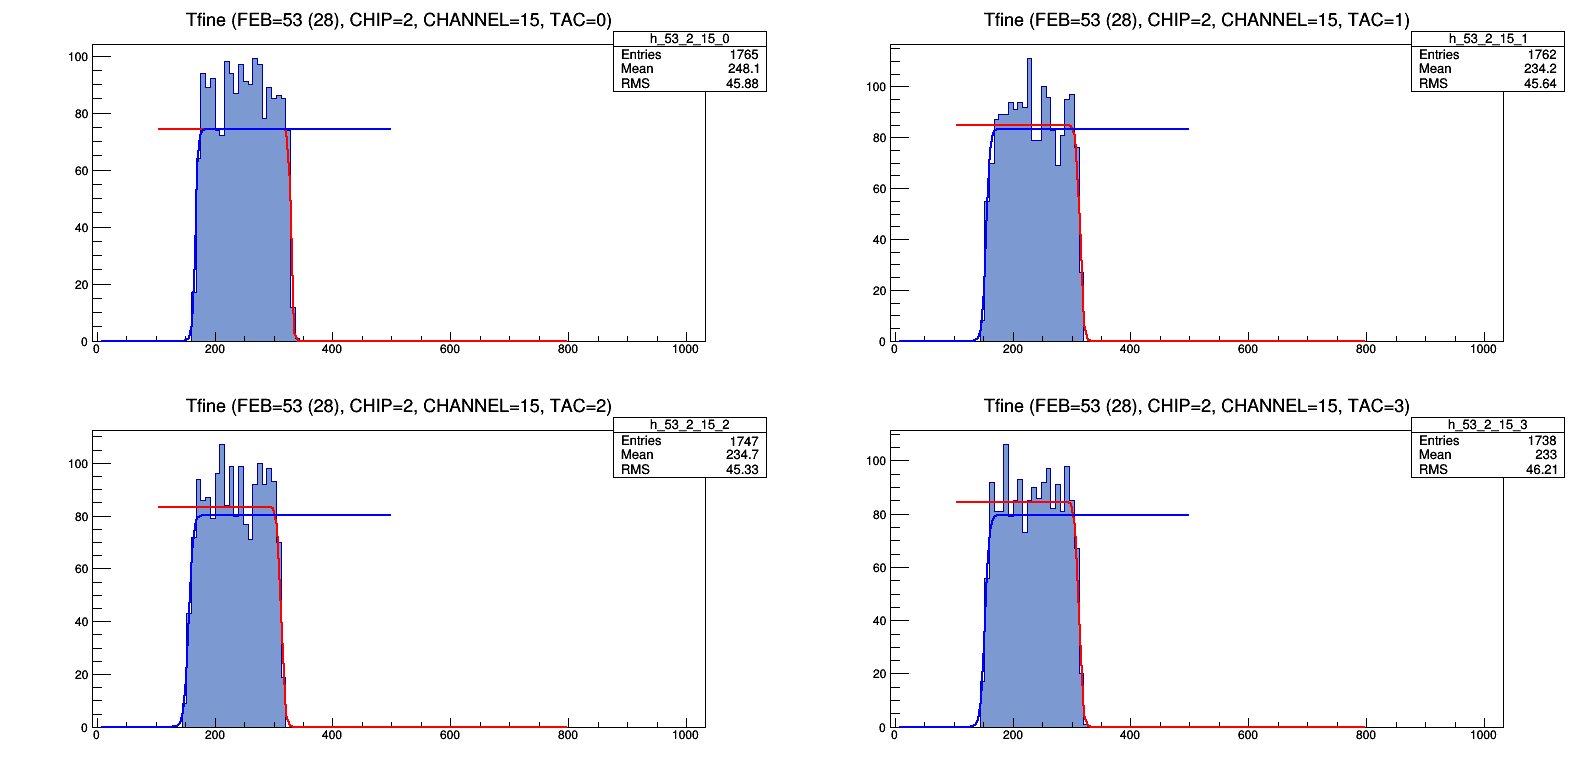 Tfine (FEB=53 (28), CHIP=2, CHANNEL=15, TAC=0)
h_53_2_15_0
Entries 1765
Mean 248.1
RMS 45.88
100
80
60
40
20
0
0 200 400 600 800 1000
Tfine (FEB=53 (28), CHIP=2, CHANNEL=15, TAC=1)
h_53_2_15_1
Entries 1762
Mean 234.2
RMS 45.64
100
80
60
40
20
0
0 200 400 600 800 1000
Tfine (FEB=53 (28), CHIP=2, CHANNEL=15, TAC=2)
h_53_2_15_2
Entries 1747
Mean 234.7
RMS 45.33
100
80
60
40
20
0
0 200 400 600 800 1000
Tfine (FEB=53 (28), CHIP=2, CHANNEL=15, TAC=3)
h_53_2_15_3
Entries 1738
Mean 233
RMS 46.21
100
80
60
40
20
0
0 200 400 600 800 1000